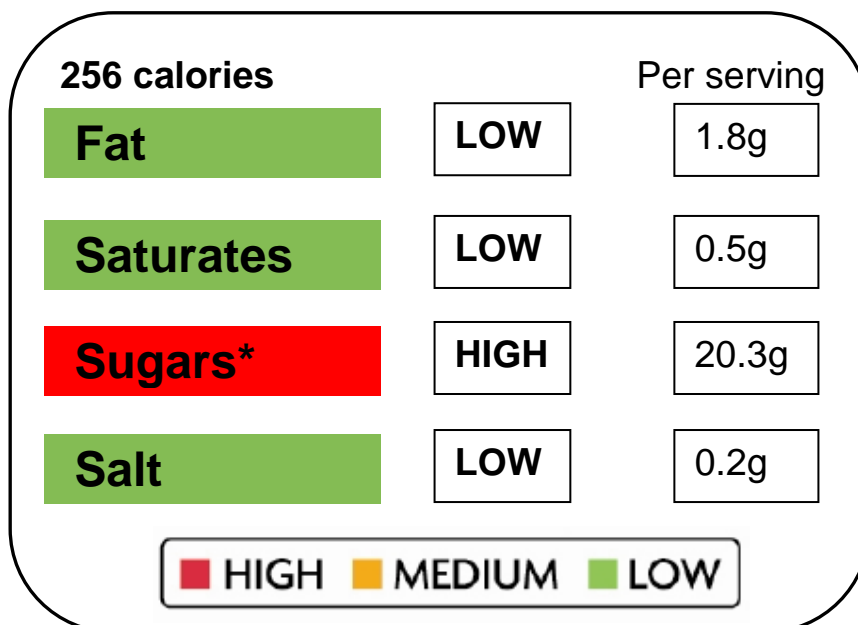 256 calories Per serving
Fat LOW 1.8g
Saturates LOW 0.5g
Sugars* HIGH 20.3g
Salt LOW 0.2g
HIGH MEDIUM LOW